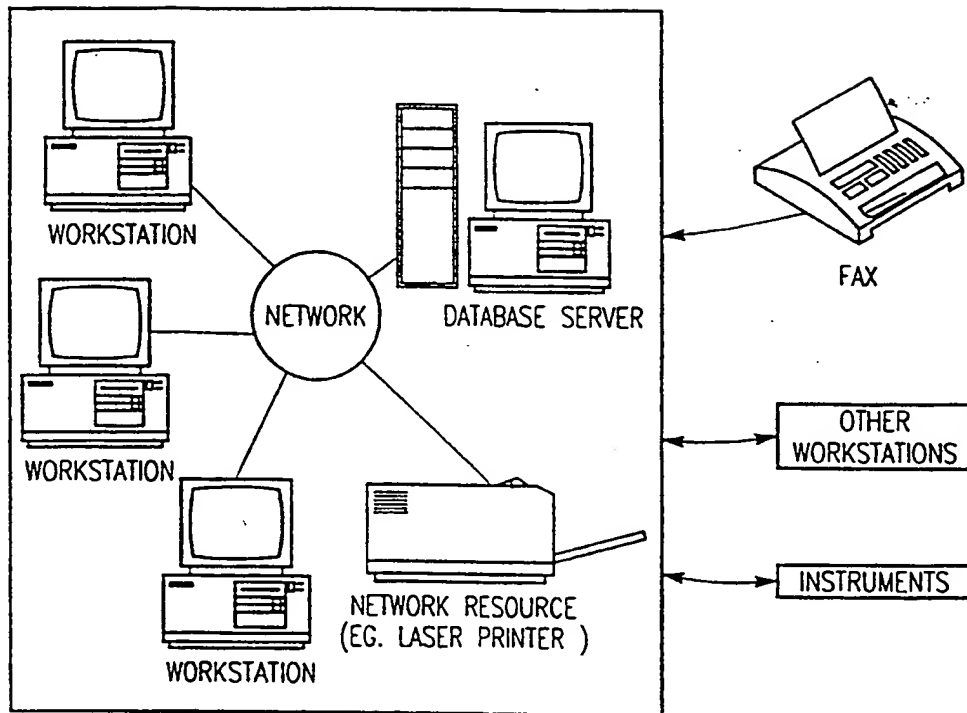 WORKSTATION
NETWORK
DATABASE SERVER
FAX
WORKSTATION
OTHER
WORKSTATIONS
WORKSTATION
NETWORK RESOURCE
(EG. LASER PRINTER )
INSTRUMENTS